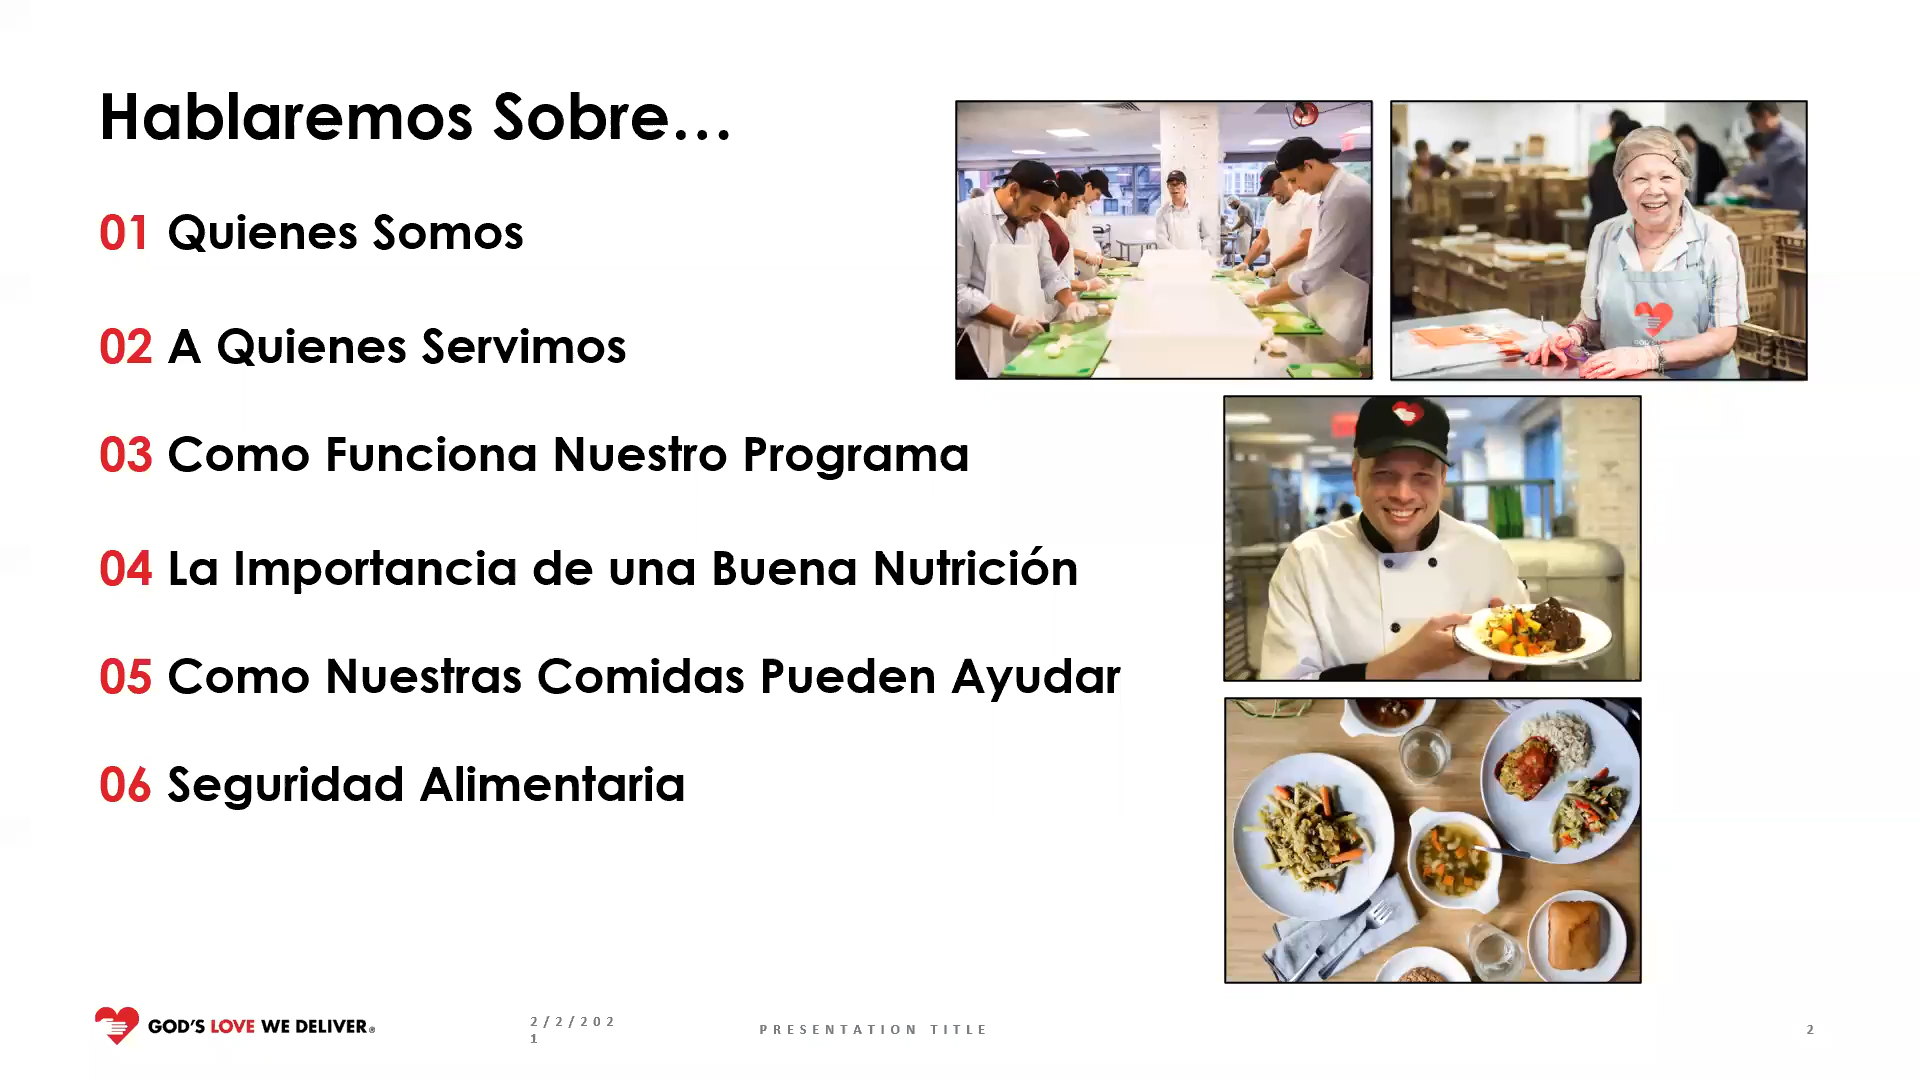 Hablaremos Sobre…
01 Quienes Somos
02 A Quienes Servimos
03 Como Funciona Nuestro Programa
04 La Importancia de una Buena Nutrición
05 Como Nuestras Comidas Pueden Ayudar
06 Seguridad Alimentaria
GOD'S LOVE WE DELIVER®
2/2/202
1
PRESENTATION TITLE
2